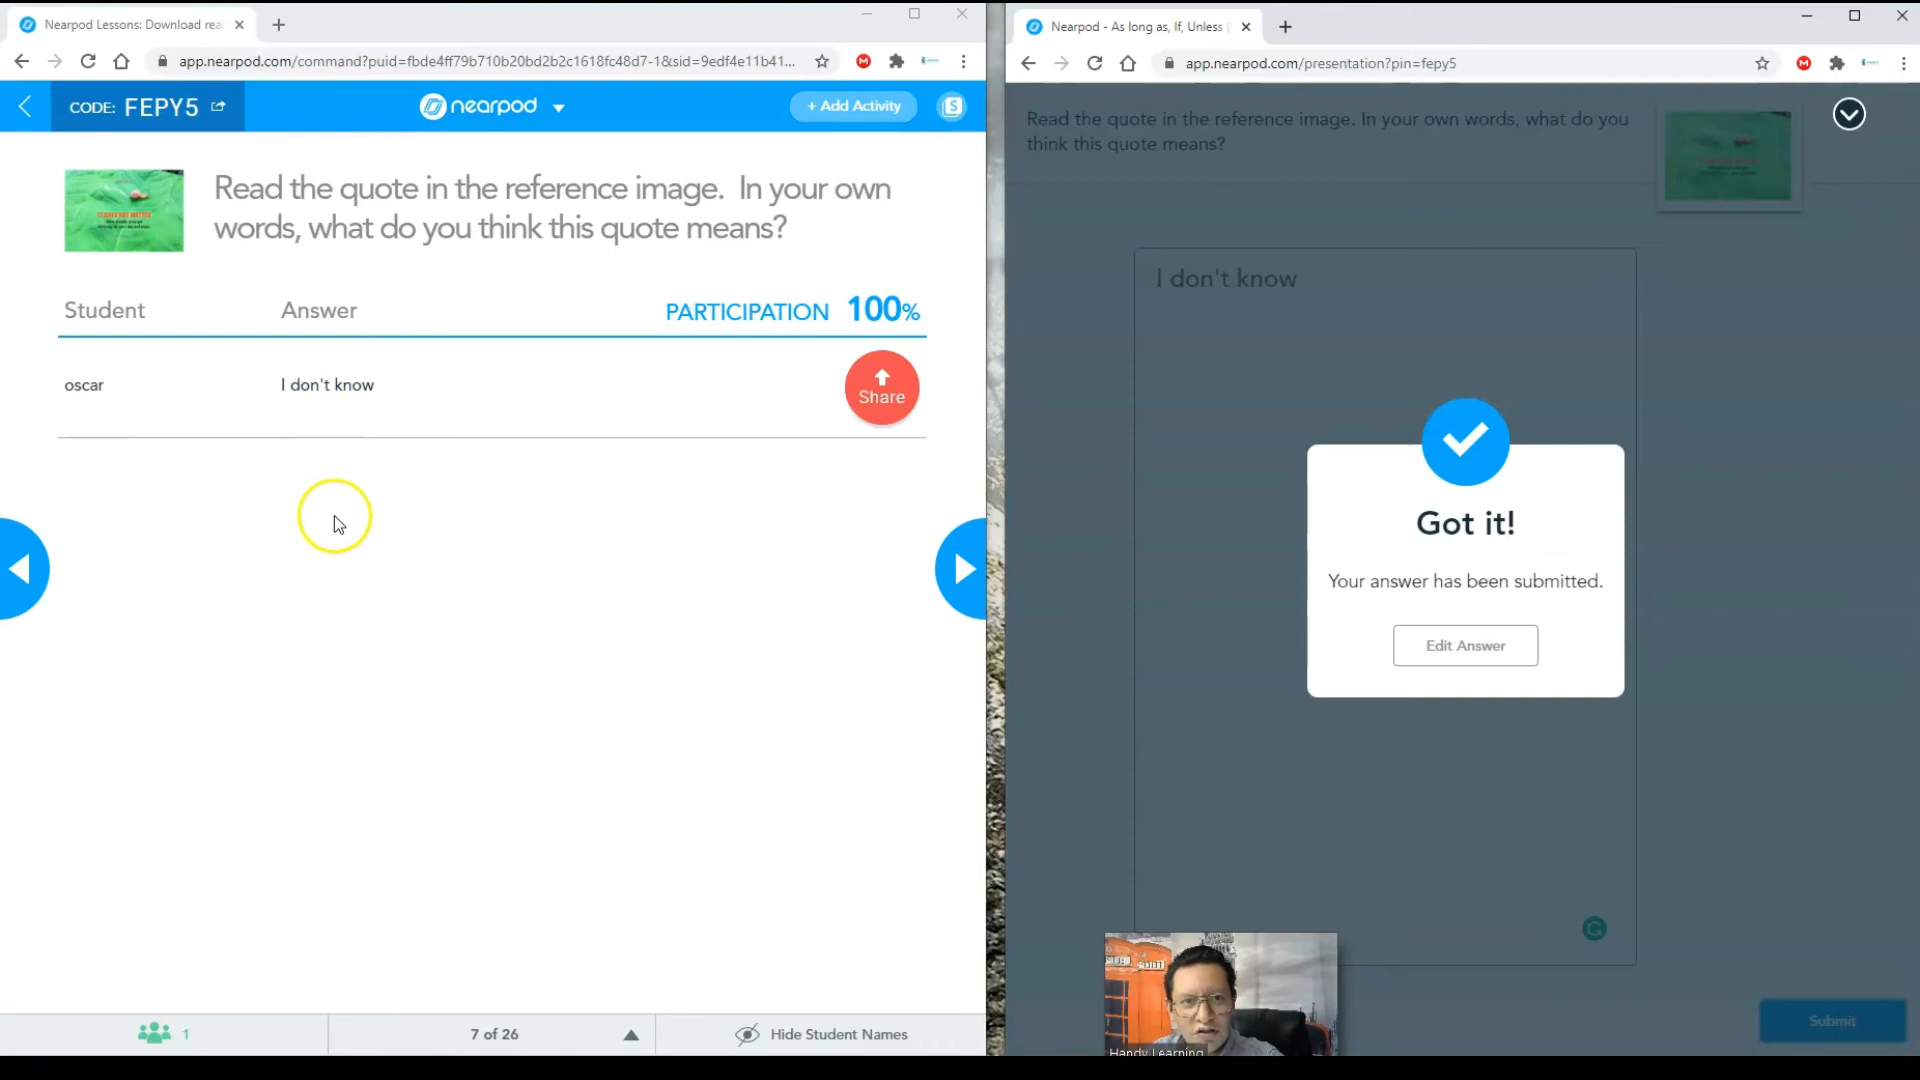 Nearpod Lessons: Download rea
app.nearpod.com/command?puid=fbde4ff79b710b20bd2b2c1618fc48d7-1&sid=9edf4e11b41...
CODE: FEPY5
nearpod
+ Add Activity
S
Read the quote in the reference image. In your own
words, what do you think this quote means?
Student
Answer
PARTICIPATION 100%
oscar
I don't know
Share
1
7 of 26
Hide Student Names
Nearpod - As long as, If, Unless
app.nearpod.com/presentation?pin=fepy5
Read the quote in the reference image. In your own words, what do you
think this quote means?
I don't know
Got it!
Your answer has been submitted.
Edit Answer
Submit
Handy Learning